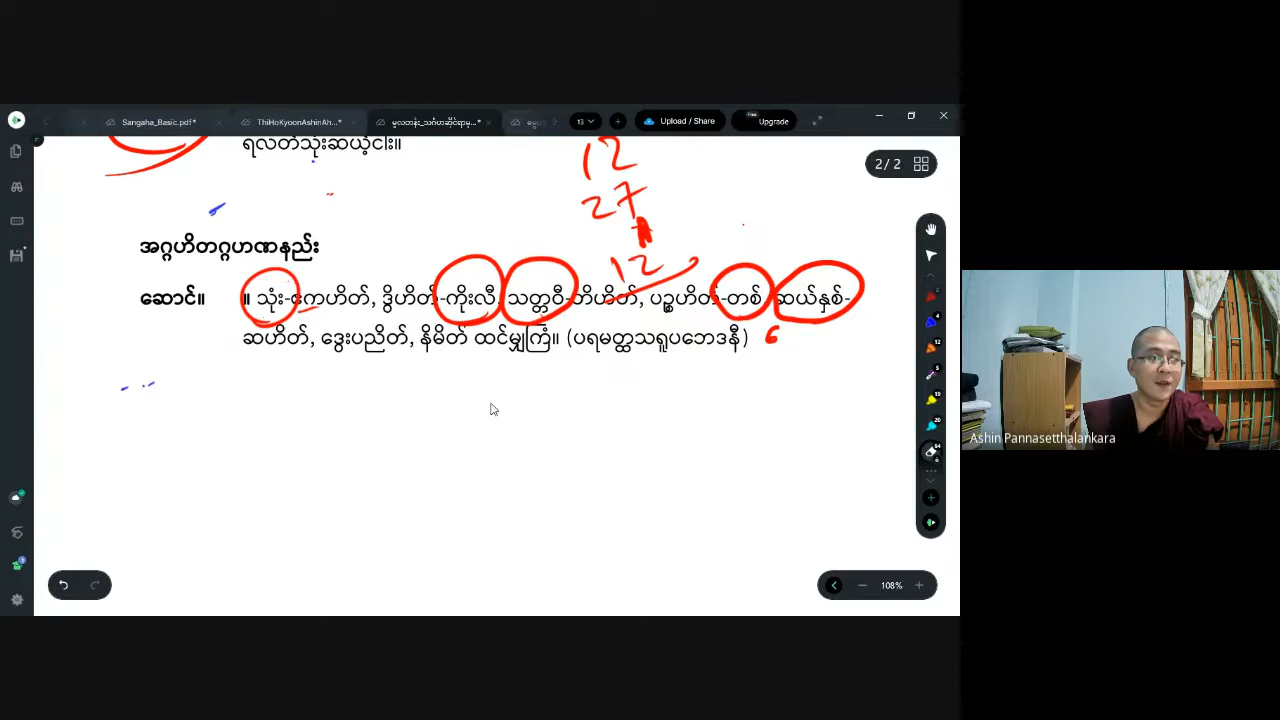 Sangaha_Basic.pdf*
ThiHoKyoonAshinAh...*
13
Upload / Share
Free
Upgrade
ရလတံသုံးဆယ့်ငါး။
2/ 2
12
27
12
အဂ္ဂဟိတဂ္ဂဟဏနည်း
ဆောင်။ ။ သုံး-ဧကဟိတ်, ဒွိဟိတ်-ကိုးလီ, သတ္တဝီ-တိဟိတ်, ပဉ္စဟိတ်-တစ် ဆယ်နှစ်-
ဆဟိတ်, ဒွေးပညိတ်, နိမိတ် ထင်မျှကြံ။ (ပရမတ္ထသရူပဘေဒနီ) 6
Ashin Pannasetthalankara
108%